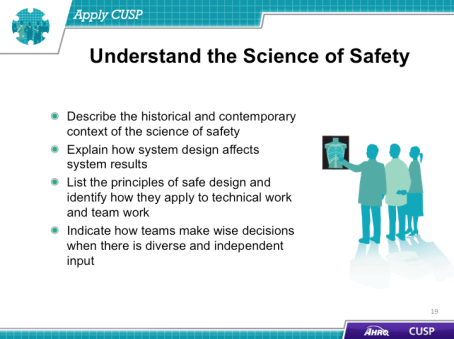 Apply CUSP
Understand the Science of Safety
Describe the historical and contemporary
context of the science of safety
Explain how system design affects
system results
List the principles of safe design and
identify how they apply to technical work
and team work
Indicate how teams make wise decisions
when there is diverse and independent
input
19
AHRQ CUSP